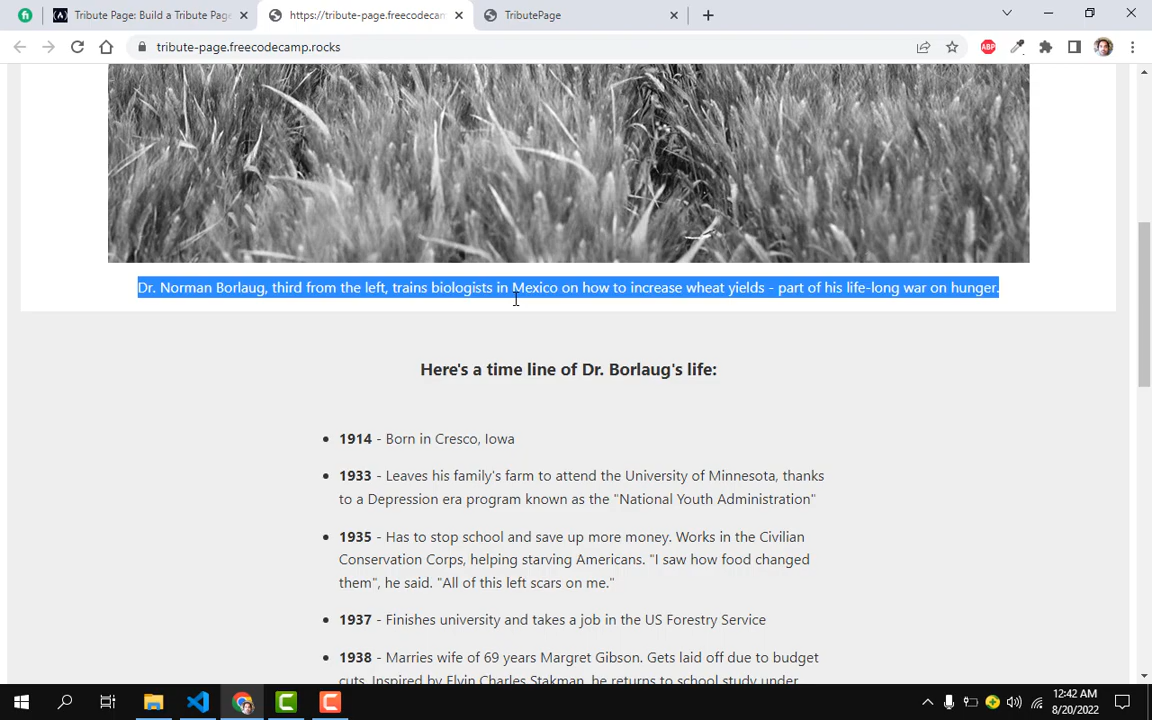 Tribute Page: Build a Tribute Page
https://tribute-page.freecodecam
TributePage
tribute-page.freecodecamp.rocks
ABP
Dr. Norman Borlaug, third from the left, trains biologists in Mexico on how to increase wheat yields - part of his life-long war on hunger.
Here's a time line of Dr. Borlaug's life:
1914 - Born in Cresco, Iowa
1933 - Leaves his family's farm to attend the University of Minnesota, thanks
to a Depression era program known as the "National Youth Administration"
1935 - Has to stop school and save up more money. Works in the Civilian
Conservation Corps, helping starving Americans. "I saw how food changed
them", he said. "All of this left scars on me."
1937 - Finishes university and takes a job in the US Forestry Service
1938 - Marries wife of 69 years Margret Gibson. Gets laid off due to budget
cuts. Inspired by Elvin Charles Stakman, he returns to school study under
12:42 AM
8/20/2022